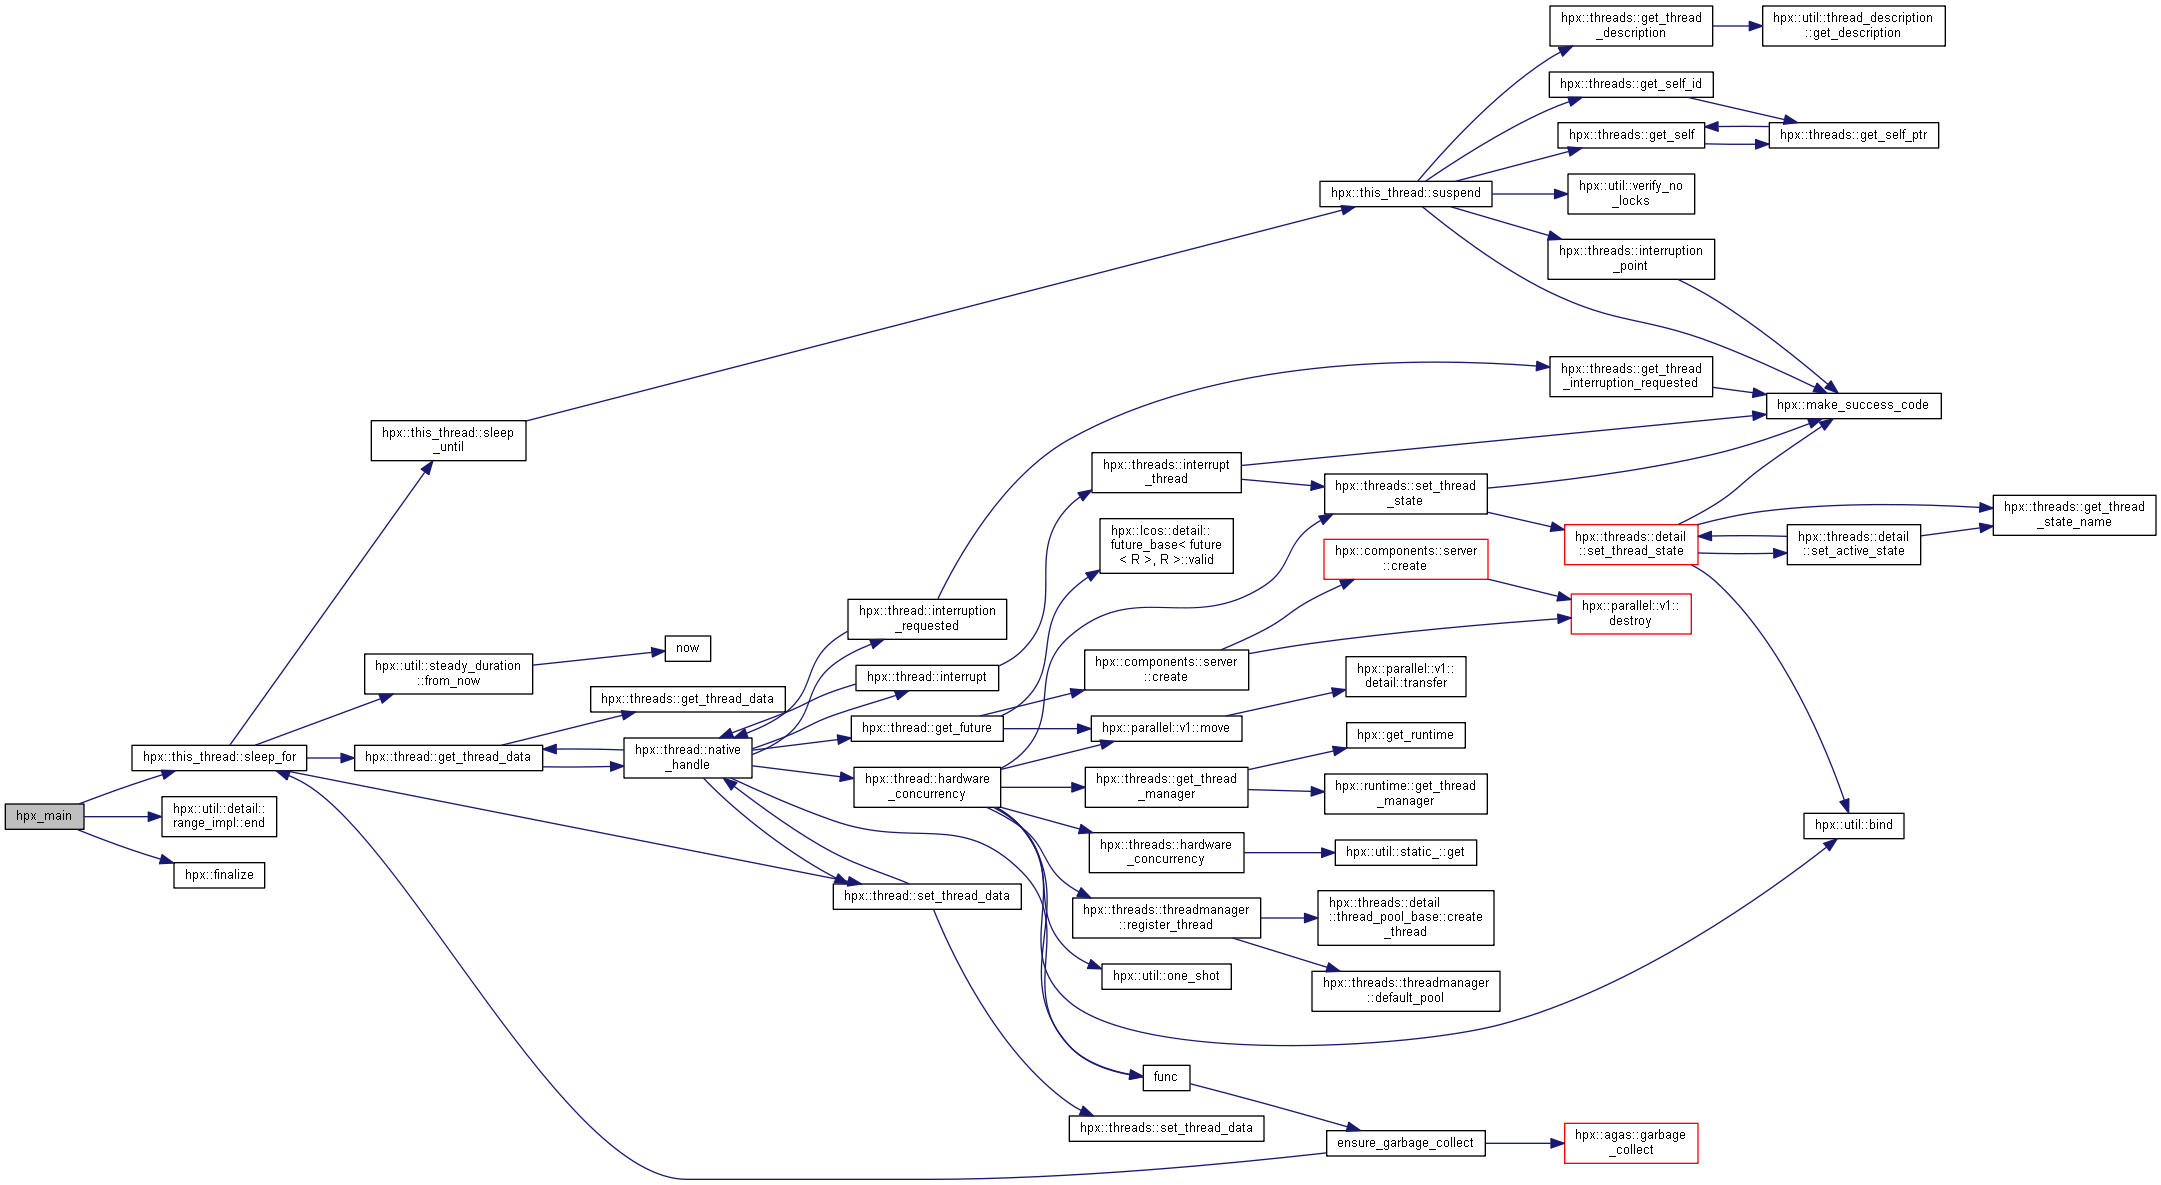 hpx_main
hpx::this_thread::sleep_for
hpx::util::detail::
range_impl::end
hpx::finalize
hpx::this_thread::sleep
_until
hpx::util::steady_duration
::from_now
hpx::thread::get_thread_data
now
hpx::threads::get_thread_data
hpx::thread::native
_handle
hpx::thread::interruption
_requested
hpx::thread::interrupt
hpx::thread::get_future
hpx::thread::hardware
_concurrency
hpx::thread::set_thread_data
hpx::threads::interrupt
_thread
hpx::lcos::detail::
future_base< future
< R >, R >::valid
hpx::components::server
::create
hpx::parallel::v1::move
hpx::threads::get_thread
_manager
hpx::threads::hardware
_concurrency
hpx::threads::threadmanager
::register_thread
hpx::util::one_shot
func
hpx::threads::set_thread_data
hpx::this_thread::suspend
hpx::threads::set_thread
_state
hpx::components::server
::create
hpx::parallel::v1::
detail::transfer
hpx::get_runtime
hpx::runtime::get_thread
_manager
hpx::util::static_::get
hpx::threads::detail
::thread_pool_base::create
_thread
hpx::threads::threadmanager
::default_pool
ensure_garbage_collect
hpx::threads::get_thread
_description
hpx::threads::get_self_id
hpx::threads::get_self
hpx::util::verify_no
_locks
hpx::threads::interruption
_point
hpx::threads::get_thread
_interruption_requested
hpx::threads::detail
::set_thread_state
hpx::parallel::v1::
destroy
hpx::agas::garbage
_collect
hpx::util::thread_description
::get_description
hpx::threads::get_self_ptr
hpx::make_success_code
hpx::threads::detail
::set_active_state
hpx::util::bind
hpx::threads::get_thread
_state_name